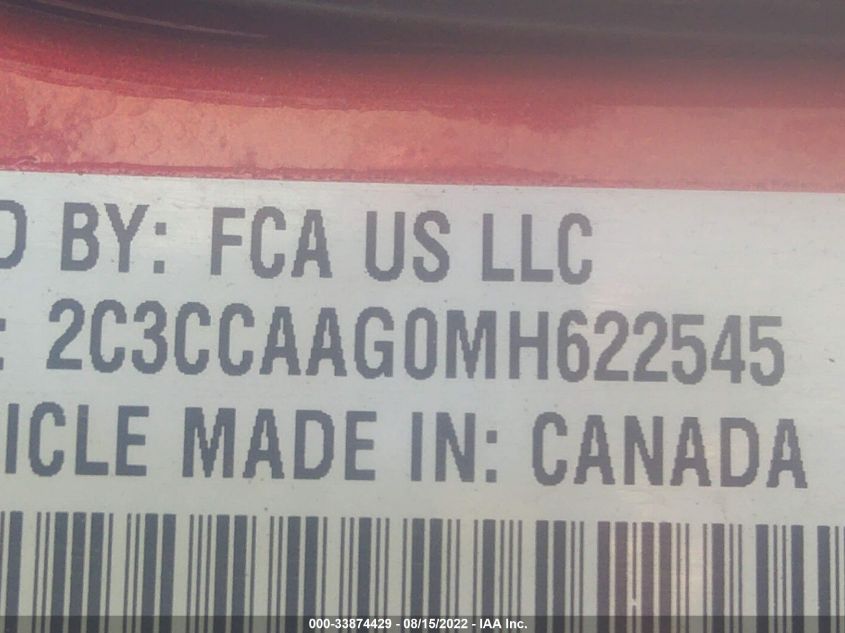 D BY: FCA US LLC
: 2C3CCAAG0MH622545
ICLE MADE IN: CANADA
000-33874429 - 08/15/2022 - IAA Inc.